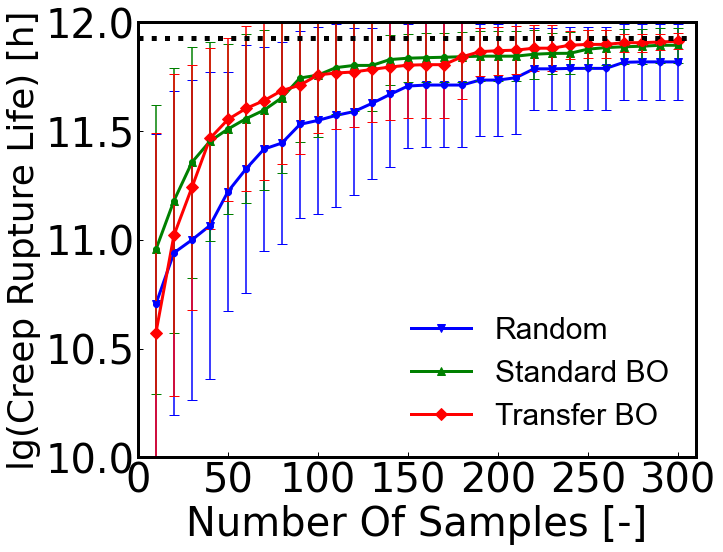 lg(Creep Rupture Life) [h]
12.0
11.5
11.0
10.5
10.0
Random
Standard BO
Transfer BO
0 50 100 150 200 250 300
Number Of Samples [-]